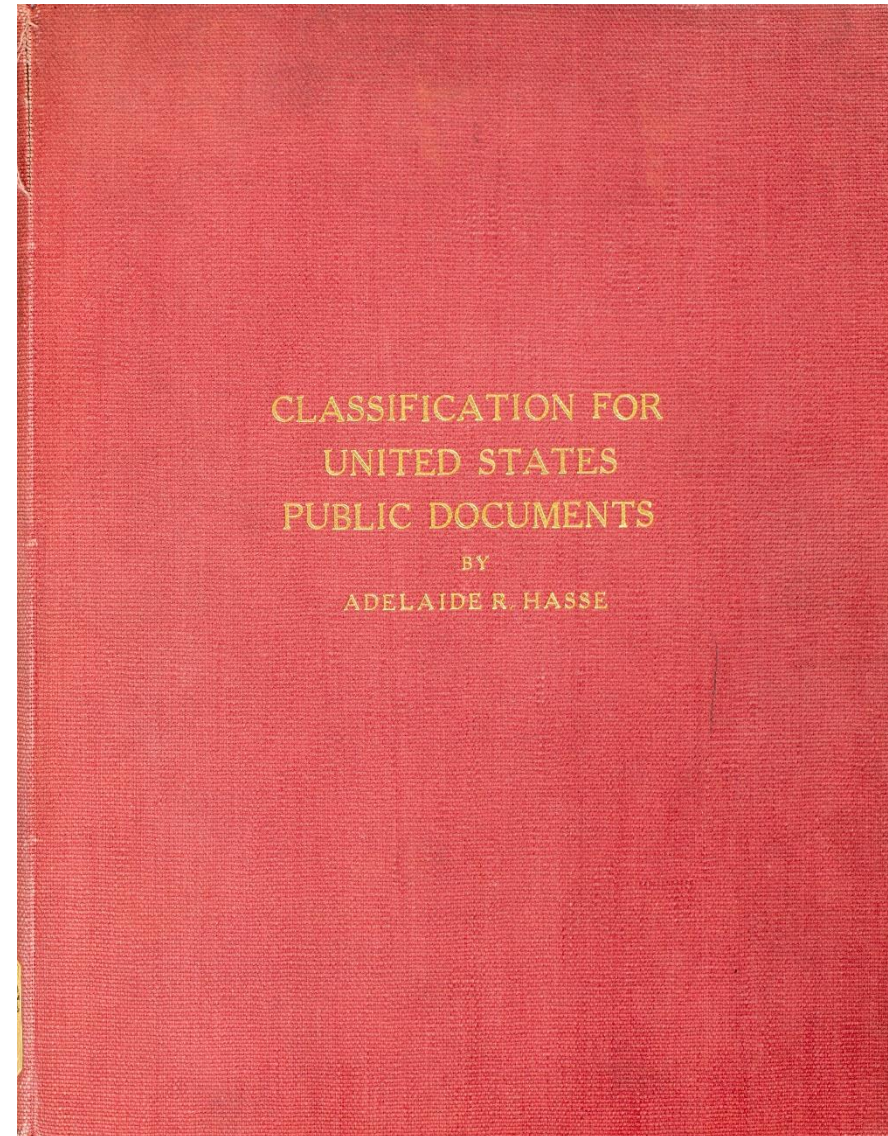 CLASSIFICATION FOR
UNITED STATES
PUBLIC DOCUMENTS
BY
ADELAIDE R. HASSE